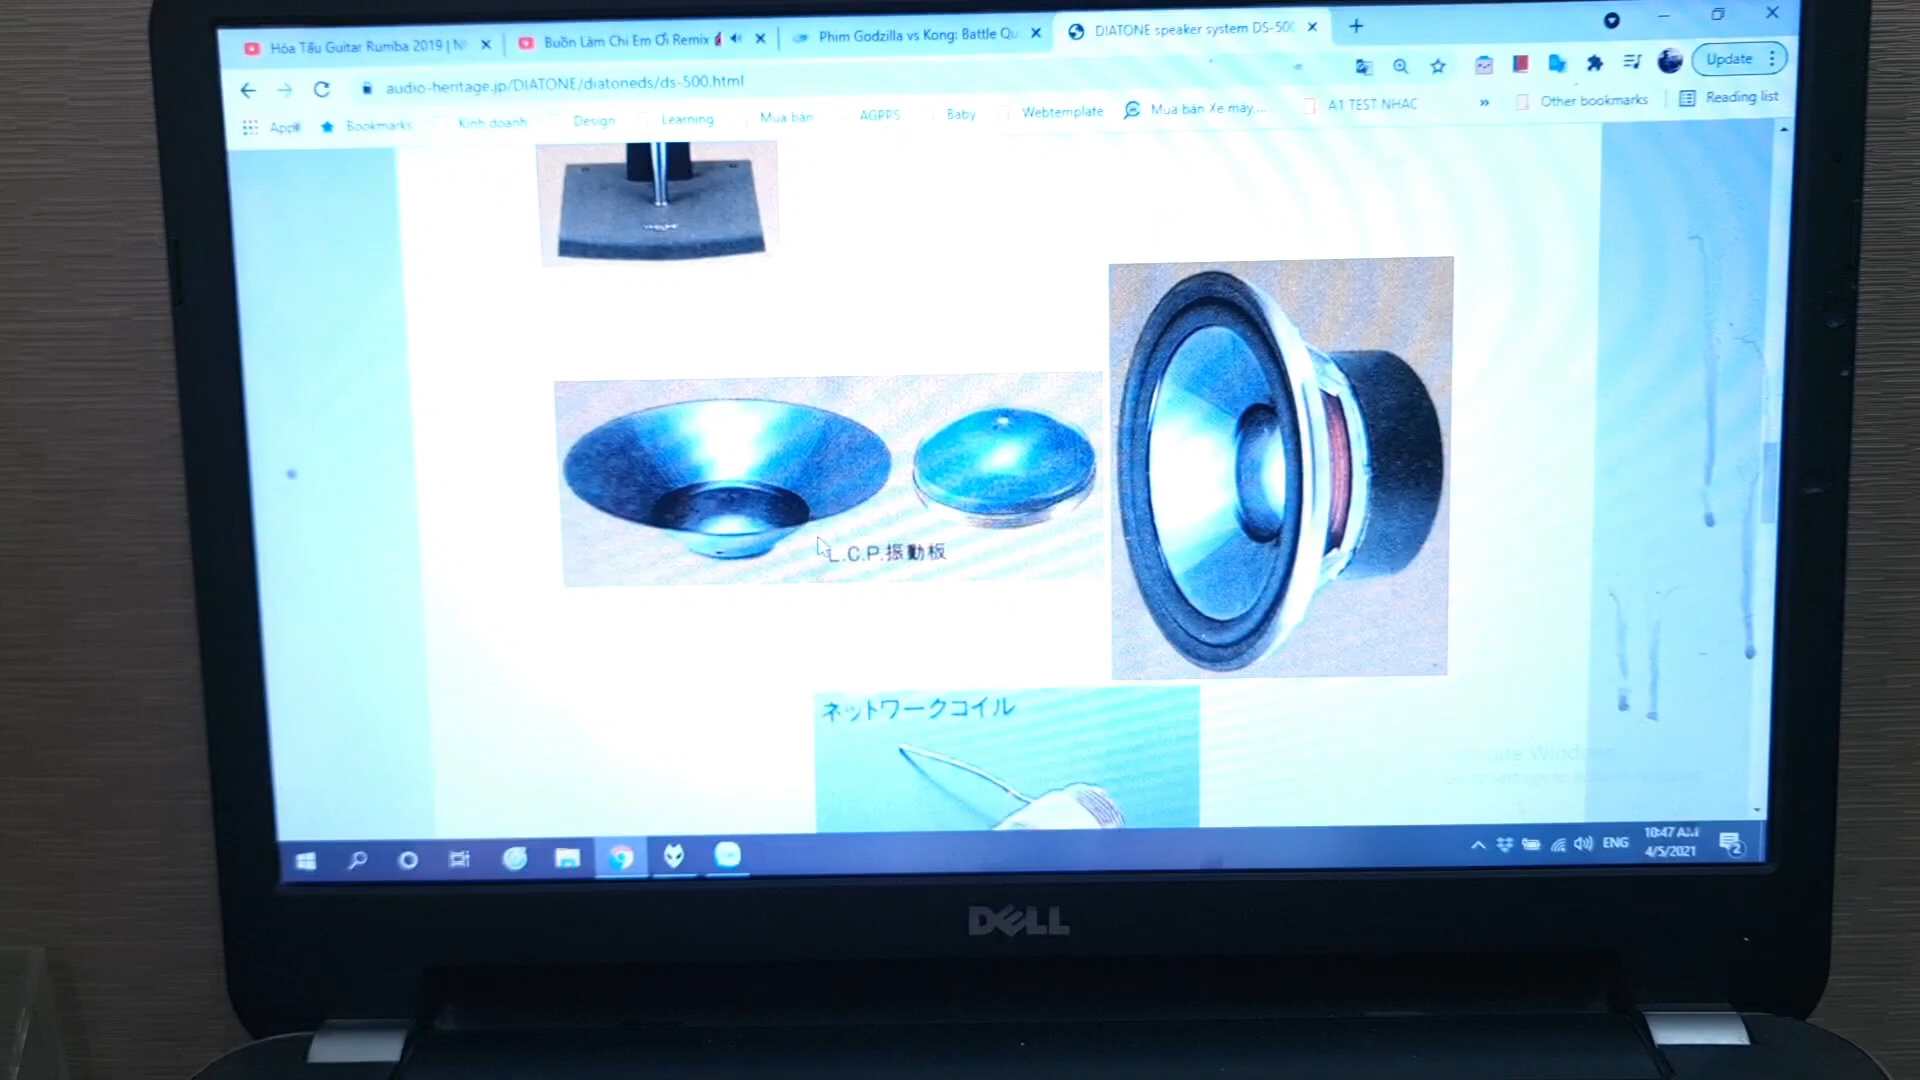 Hòa Tấu Guitar Rumba 2019 | N
Buồn Làm Chi Em Ơi Remix
Phim Godzilla vs Kong: Battle Qu
DIATONE speaker system DS-500
audio-heritage.jp/DIATONE/diatoneds/ds-500.html
Update
Bookmarks
Kinh doanh
Design
Learning
Mua bán
AGPPS
Baby
Webtemplate
Mua bán Xe máy,...
A1 TEST NHAC
»
Other bookmarks
Reading list
L.C.P.振動板
ネットワークコイル
ENG
10:47 AM
4/5/2021
2
DELL